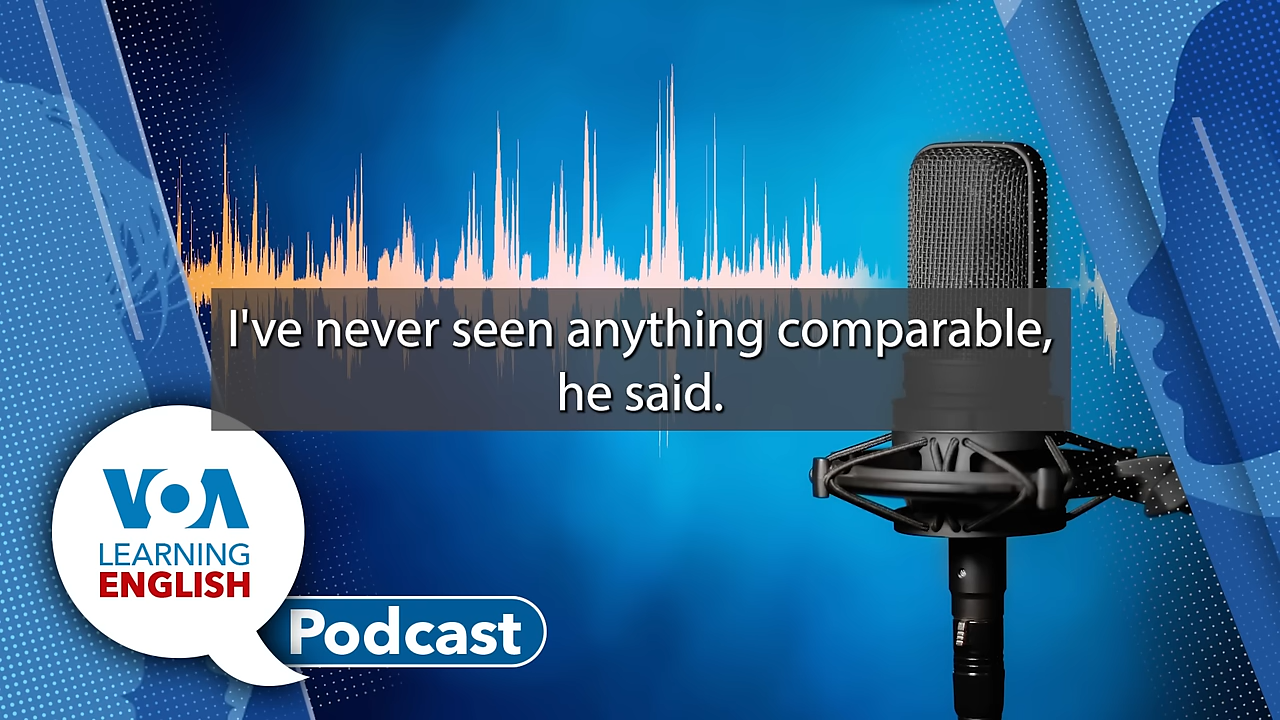 I've never seen anything comparable,
he said.
VOA
LEARNING
ENGLISH
Podcast